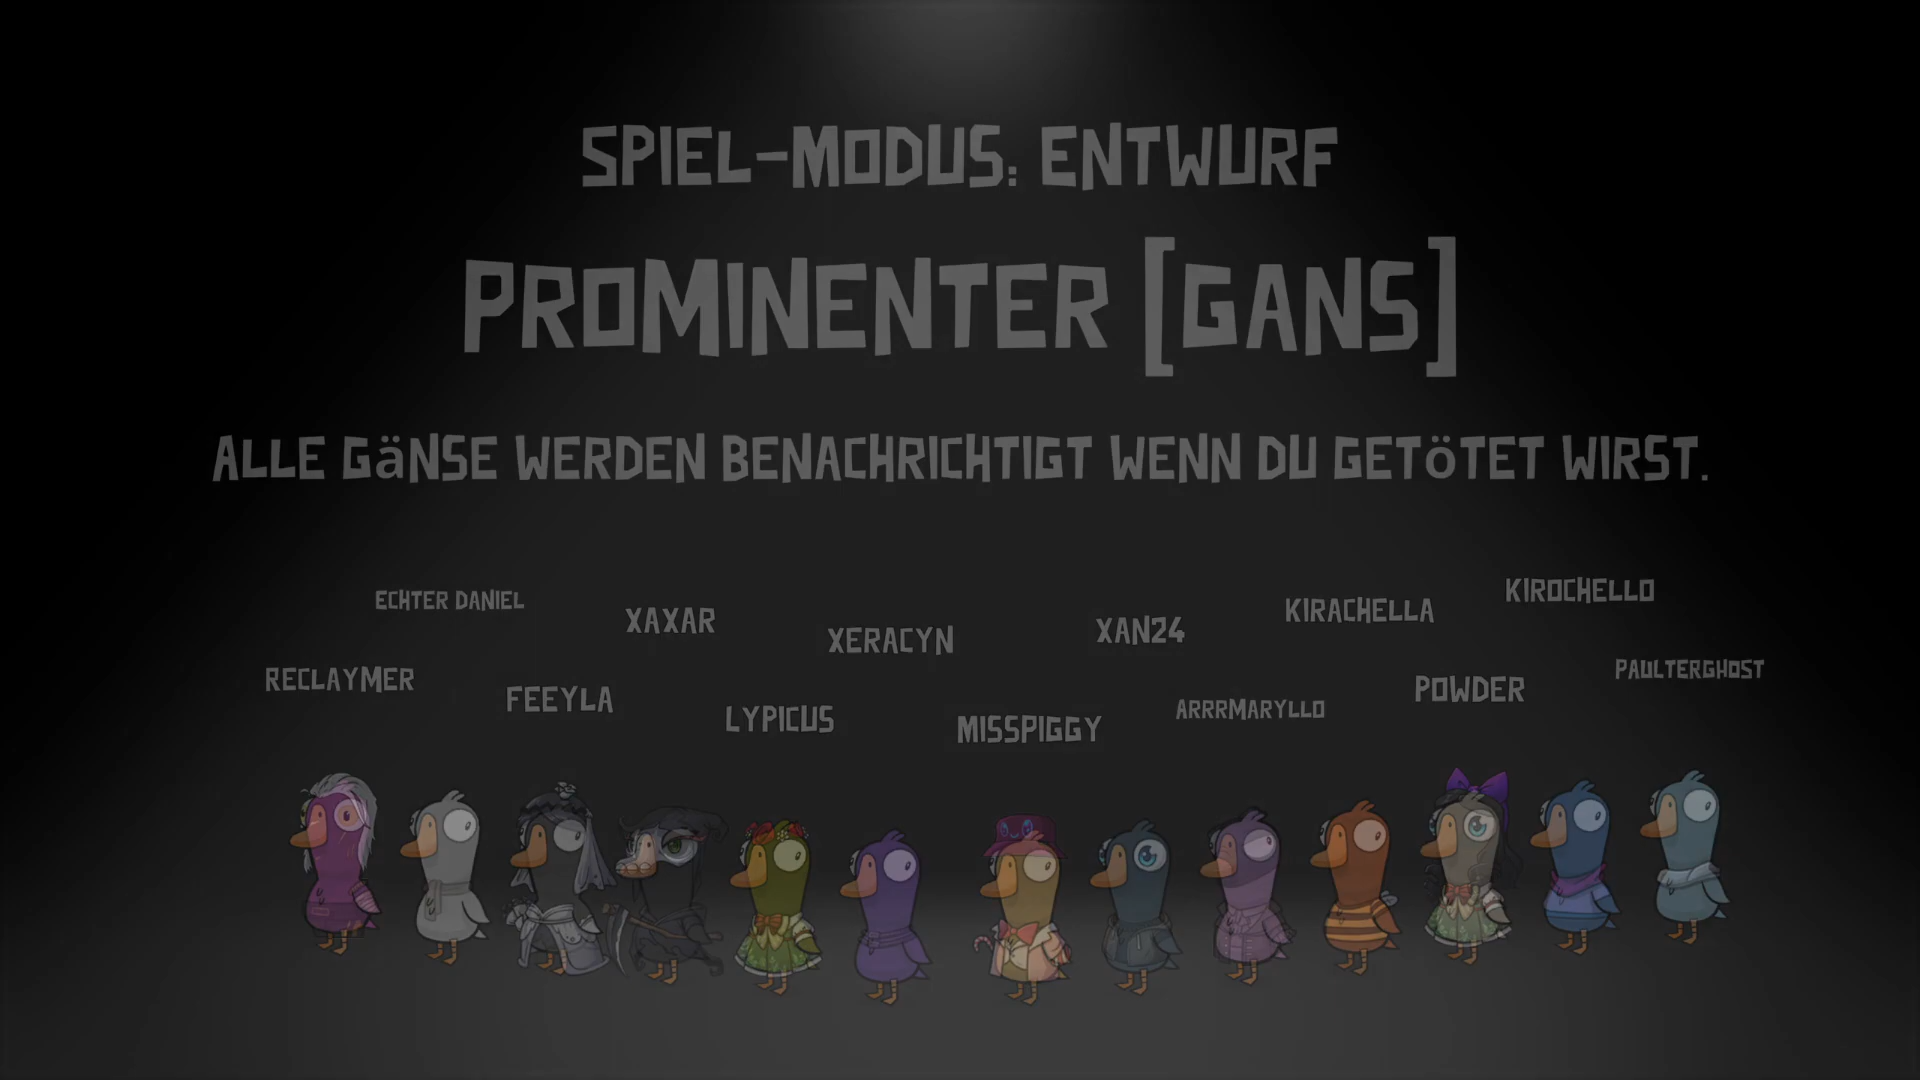 SPIEL-MODUS: ENTWURF
PROMINENTER [GANS]
ALLE GäNSE WERDEN BENACHRICHTIGT WENN DU GETöTET WIRST.
RECLAYMER
ECHTER DANIEL
FEEYLA
XAXAR
LYPICUS
XERACYN
MISSPIGGY
XAN24
ARRRMARYLLO
KIRACHELLA
POWDER
KIROCHELLO
PAULTERGHOST